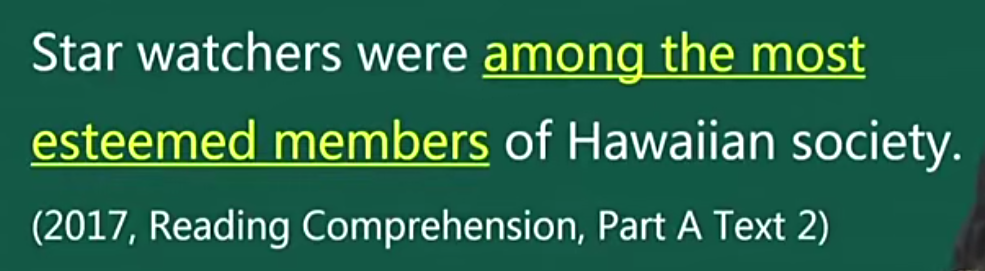 Star watchers were among the most
esteemed members of Hawaiian society.
(2017, Reading Comprehension, Part A Text 2)